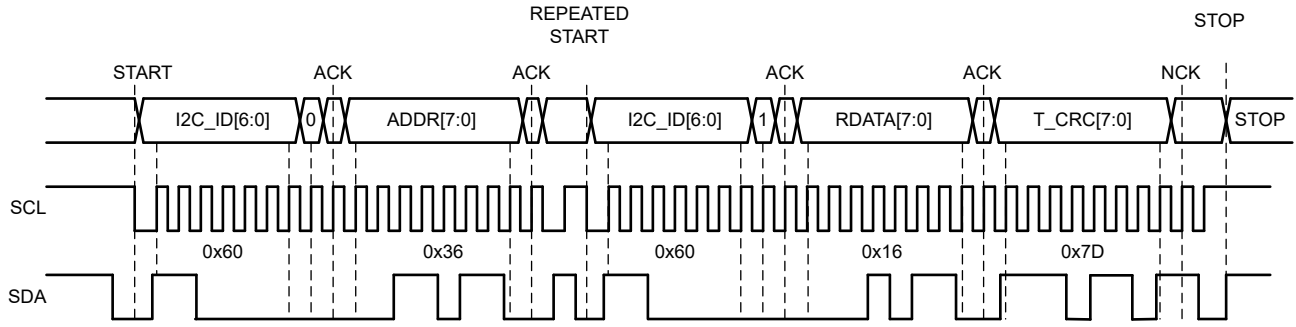 REPEATED
START
STOP
START
ACK
ACK
ACK
ACK
NCK
I2C_ID[6:0]
0
ADDR[7:0]
I2C_ID[6:0]
1
RDATA[7:0]
T_CRC[7:0]
STOP
SCL
0x60
0x36
0x60
0x16
0x7D
SDA